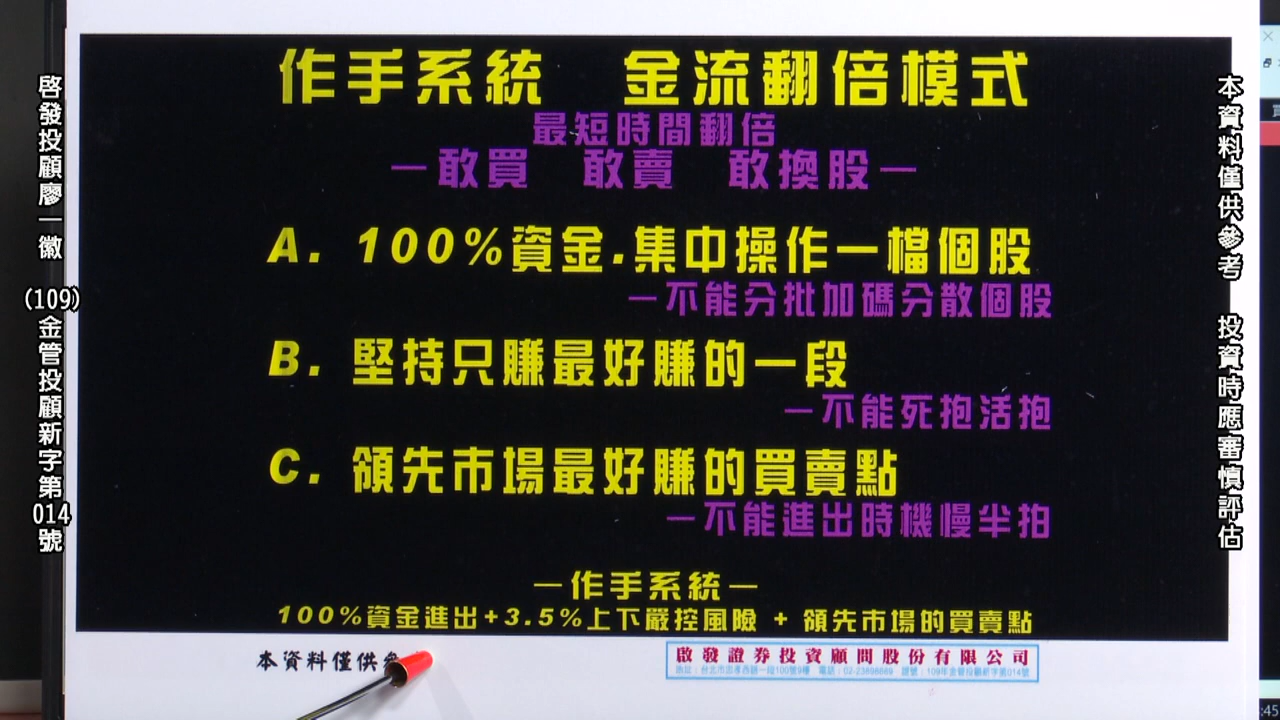 作手系統　金流翻倍模式
最短時間翻倍
—敢買　敢賣　敢換股—
A. 100%資金.集中操作一檔個股
—不能分批加碼分散個股
B. 堅持只賺最好賺的一段
—不能死抱活抱
C. 領先市場最好賺的買賣點
—不能進出時機慢半拍
—作手系統—
100%資金進出+3.5%上下嚴控風險 + 領先市場的買賣點
本資料僅供參
啟發證券投資顧問股份有限公司
啓發投顧廖一徽　(109)金管投顧新字第014號
本資料僅供參考　投資時應審慎評估
:45